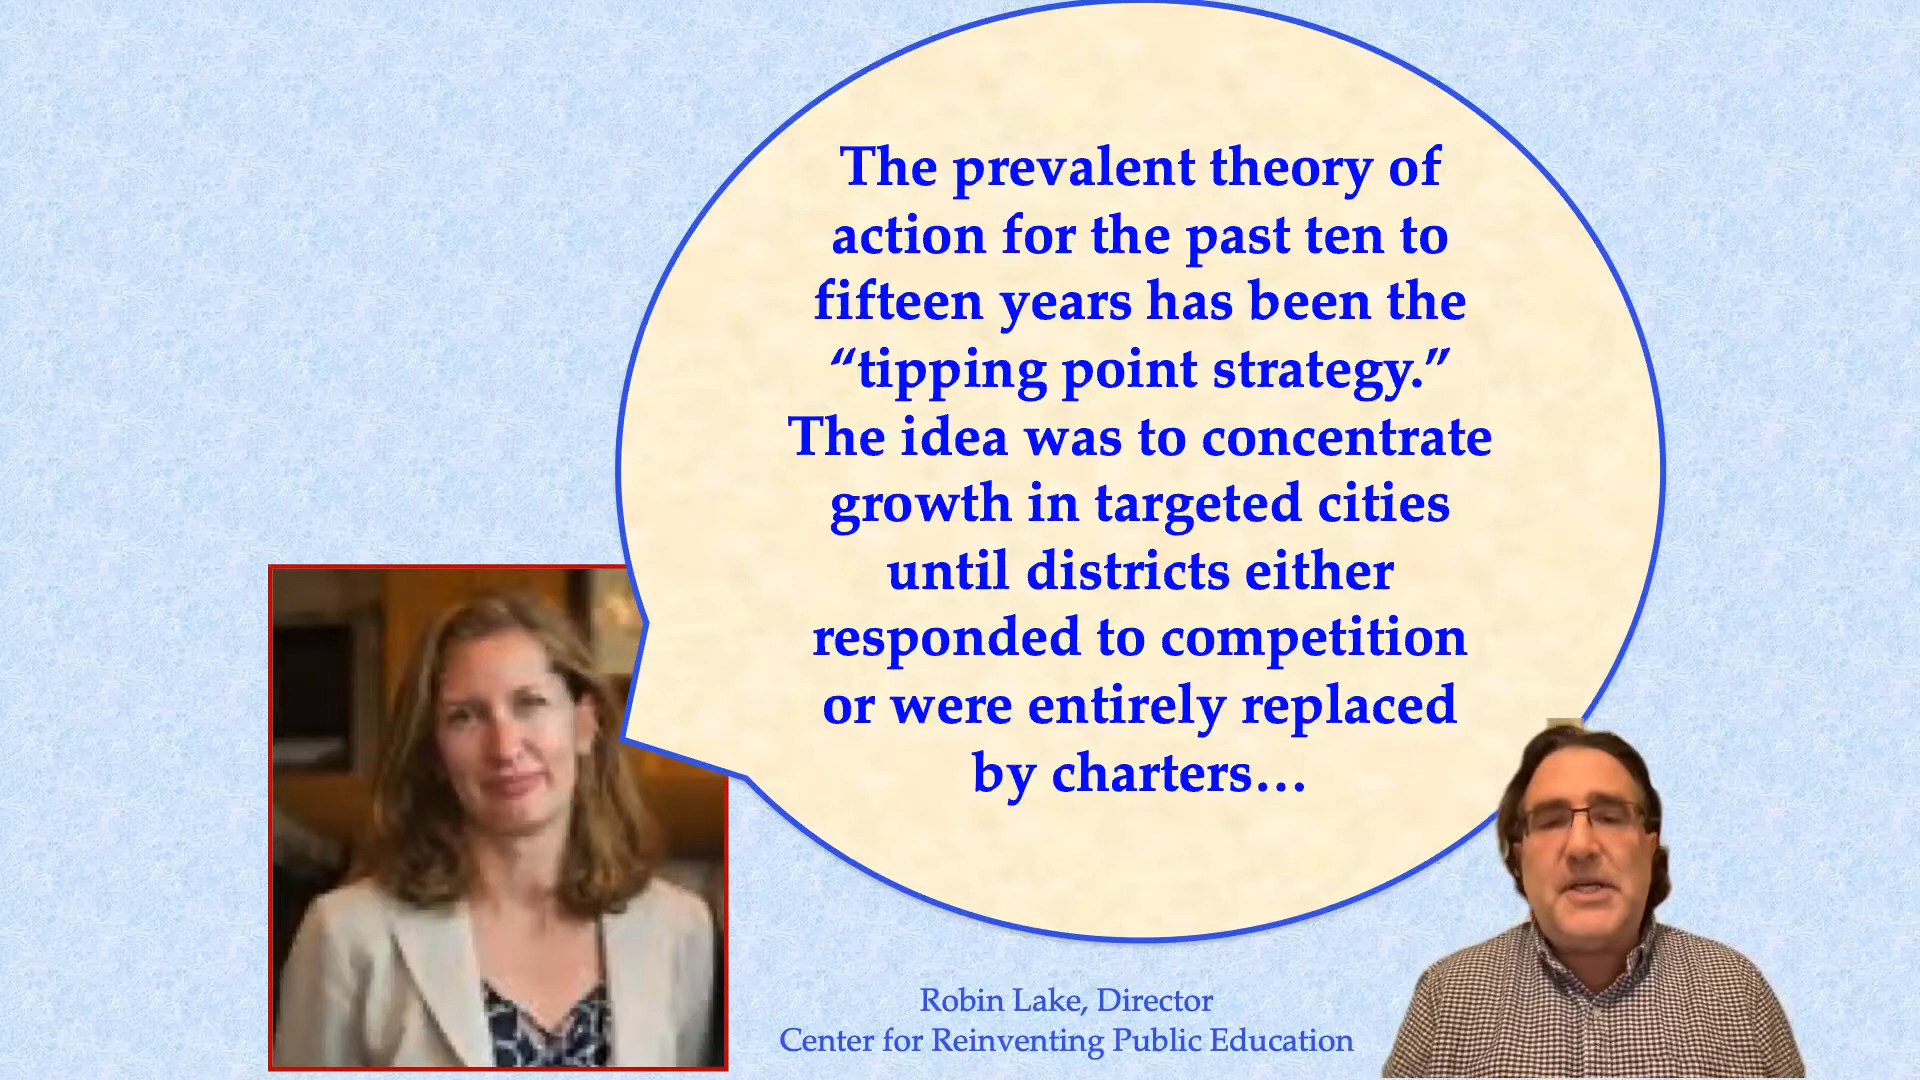 The prevalent theory of
action for the past ten to
fifteen years has been the
“tipping point strategy.”
The idea was to concentrate
growth in targeted cities
until districts either
responded to competition
or were entirely replaced
by charters…
Robin Lake, Director
Center for Reinventing Public Education